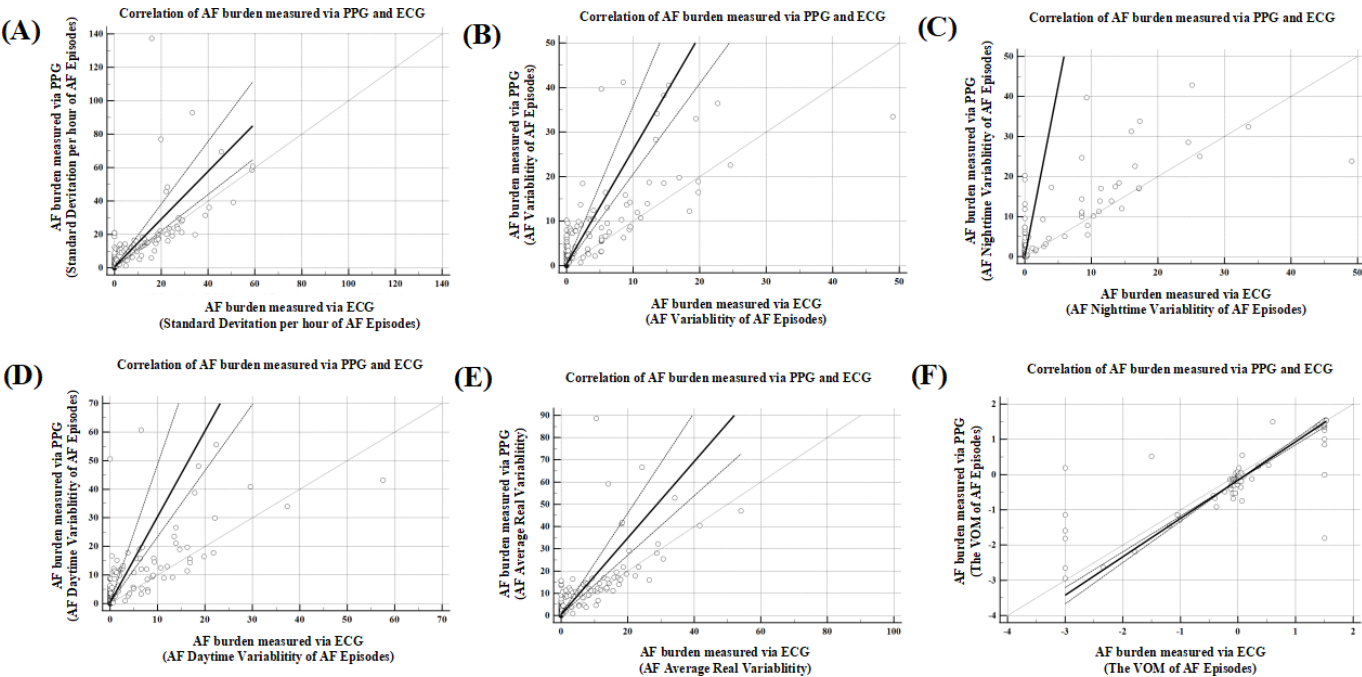 (A)
Correlation of AF burden measured via PPG and ECG
AF burden measured via PPG
(Standard Devitation per hour of AF Episodes)
140
120
100
80
60
40
20
0
0 20 40 60 80 100 120 140
AF burden measured via ECG
(Standard Devitation per hour of AF Episodes)
(B)
Correlation of AF burden measured via PPG and ECG
AF burden measured via PPG
(AF Variablitity of AF Episodes)
50
40
30
20
10
0
0 10 20 30 40 50
AF burden measured via ECG
(AF Variablitity of AF Episodes)
(C)
Correlation of AF burden measured via PPG and ECG
AF burden measured via PPG
(AF Nighttime Variablitity of AF Episodes)
50
40
30
20
10
0
0 10 20 30 40 50
AF burden measured via ECG
(AF Nighttime Variablitity of AF Episodes)
(D)
Correlation of AF burden measured via PPG and ECG
AF burden measured via PPG
(AF Daytime Variablitity of AF Episodes)
70
60
50
40
30
20
10
0
0 10 20 30 40 50 60 70
AF burden measured via ECG
(AF Daytime Variablitity of AF Episodes)
(E)
Correlation of AF burden measured via PPG and ECG
AF burden measured via PPG
(AF Average Real Variablitity)
90
80
70
60
50
40
30
20
10
0
0 20 40 60 80 100
AF burden measured via ECG
(AF Average Real Variablitity)
(F)
Correlation of AF burden measured via PPG and ECG
AF burden measured via PPG
(The VOM of AF Episodes)
2
1
0
-1
-2
-3
-4
-4 -3 -2 -1 0 1 2
AF burden measured via ECG
(The VOM of AF Episodes)